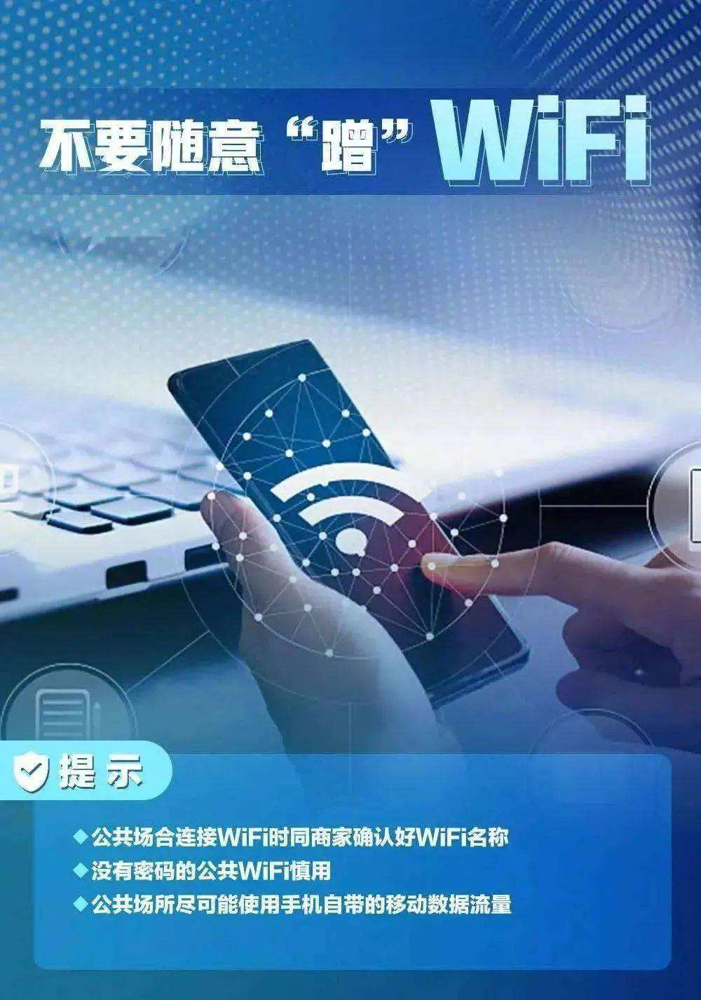 不要随意“蹭”WiFi
提示
◆公共场合连接WiFi时同商家确认好WiFi名称
◆没有密码的公共WiFi慎用
◆公共场所尽可能使用手机自带的移动数据流量